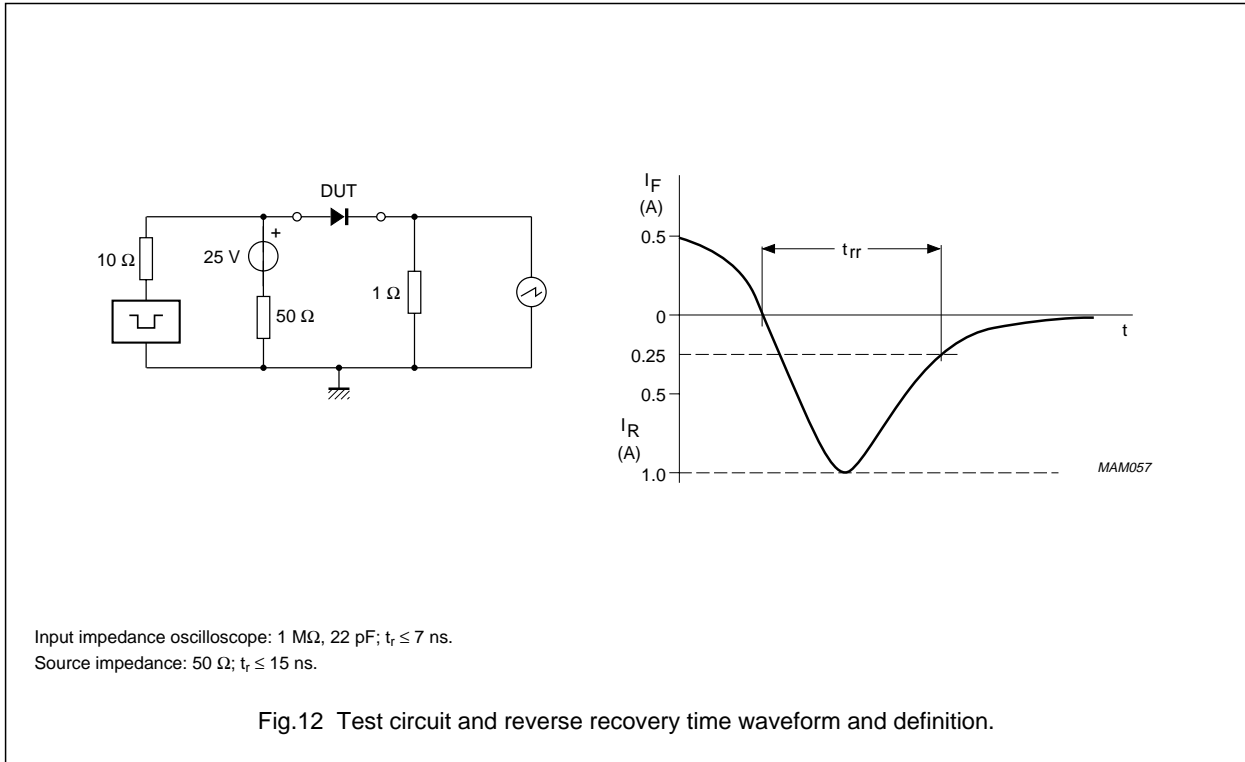 DUT
+
10 Ω
25 V
50 Ω
1 Ω
I_F
(A)
0.5
t_rr
0
t
0.25
0.5
I_R
(A)
1.0
MAM057
Input impedance oscilloscope: 1 MΩ, 22 pF; t_r ≤ 7 ns.
Source impedance: 50 Ω; t_r ≤ 15 ns.
Fig.12 Test circuit and reverse recovery time waveform and definition.